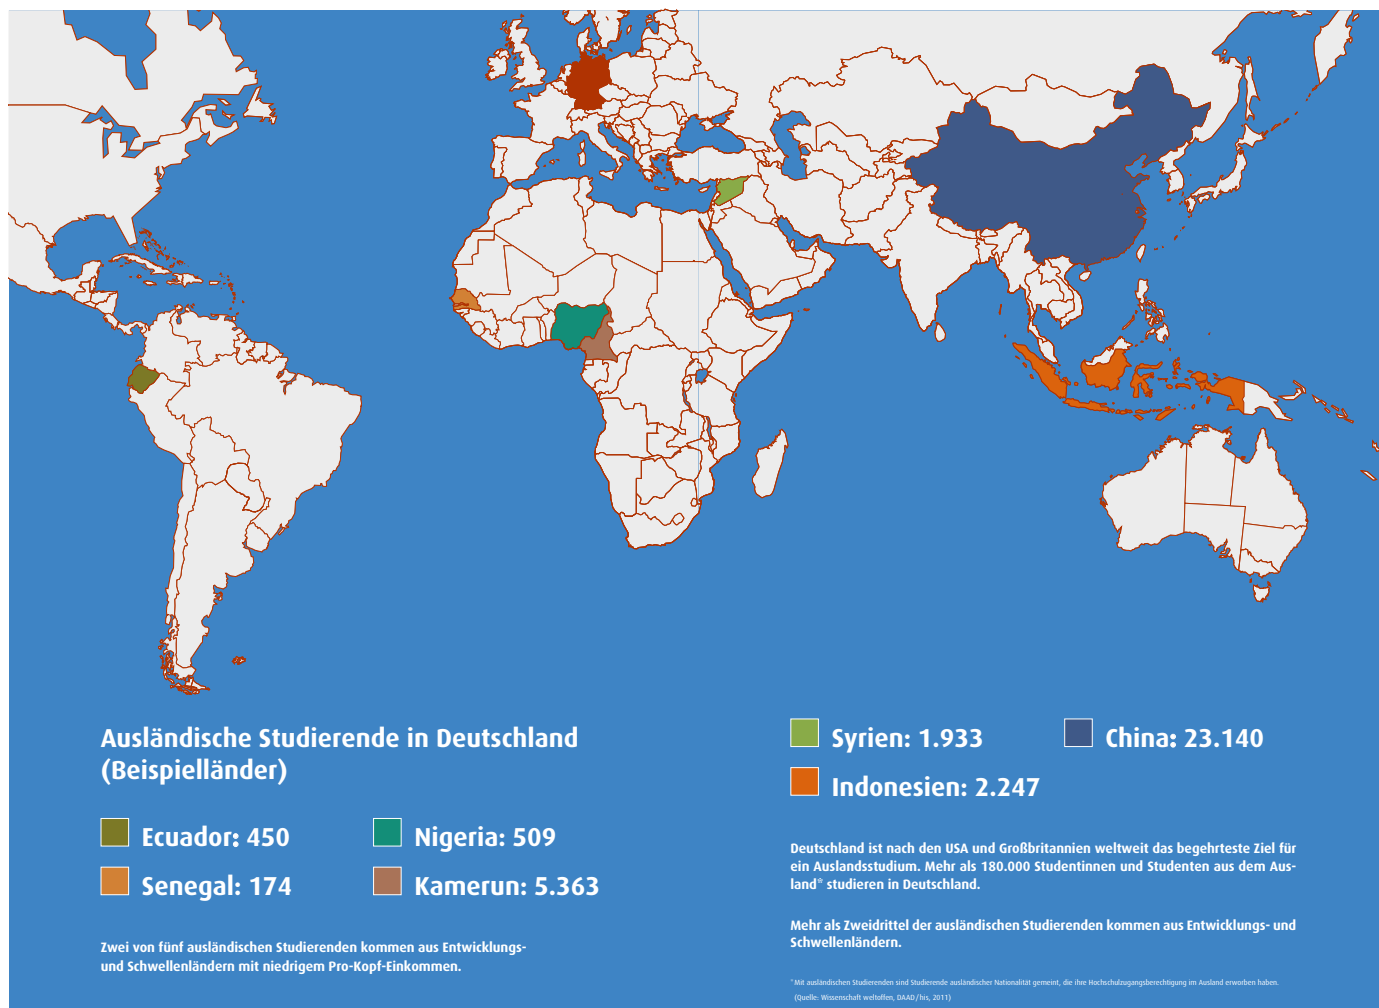 Ausländische Studierende in Deutschland
(Beispielländer)
Ecuador: 450
Nigeria: 509
Senegal: 174
Kamerun: 5.363
Zwei von fünf ausländischen Studierenden kommen aus Entwicklungs-
und Schwellenländern mit niedrigem Pro-Kopf-Einkommen.
Syrien: 1.933
China: 23.140
Indonesien: 2.247
Deutschland ist nach den USA und Großbritannien weltweit das begehrteste Ziel für
ein Auslandsstudium. Mehr als 180.000 Studentinnen und Studenten aus dem Aus-
land* studieren in Deutschland.
Mehr als Zweidrittel der ausländischen Studierenden kommen aus Entwicklungs- und
Schwellenländern.
*Mit ausländischen Studierenden sind Studierende ausländischer Nationalität gemeint, die ihre Hochschulzugangsberechtigung im Ausland erworben haben.
(Quelle: Wissenschaft weltoffen, DAAD/his, 2011)